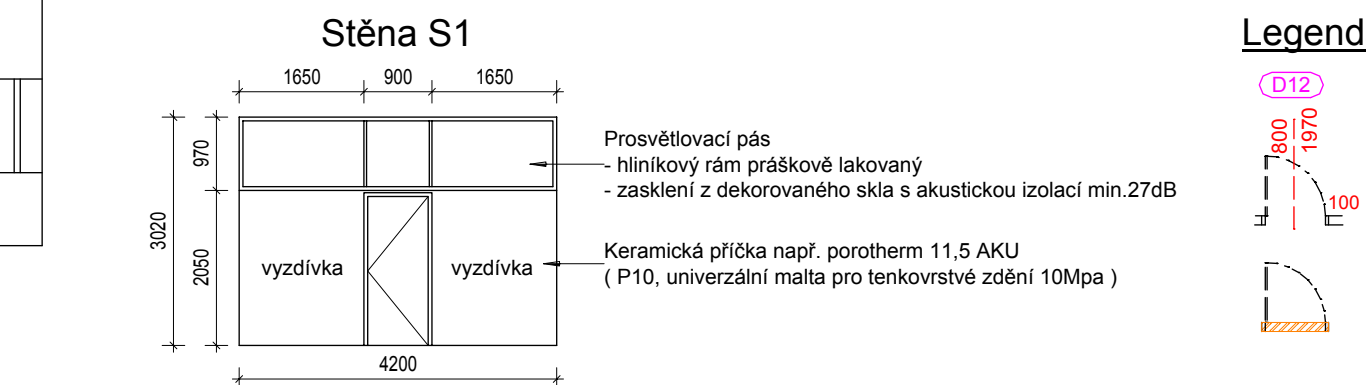 Stěna S1
1650 900 1650
970
3020
2050
4200
vyzdívka
vyzdívka
Prosvětlovací pás
- hliníkový rám práškově lakovaný
- zasklení z dekorovaného skla s akustickou izolací min.27dB
Keramická příčka např. porotherm 11,5 AKU
( P10, univerzální malta pro tenkovrstvé zdění 10Mpa )
Legend
D12
800
1970
100